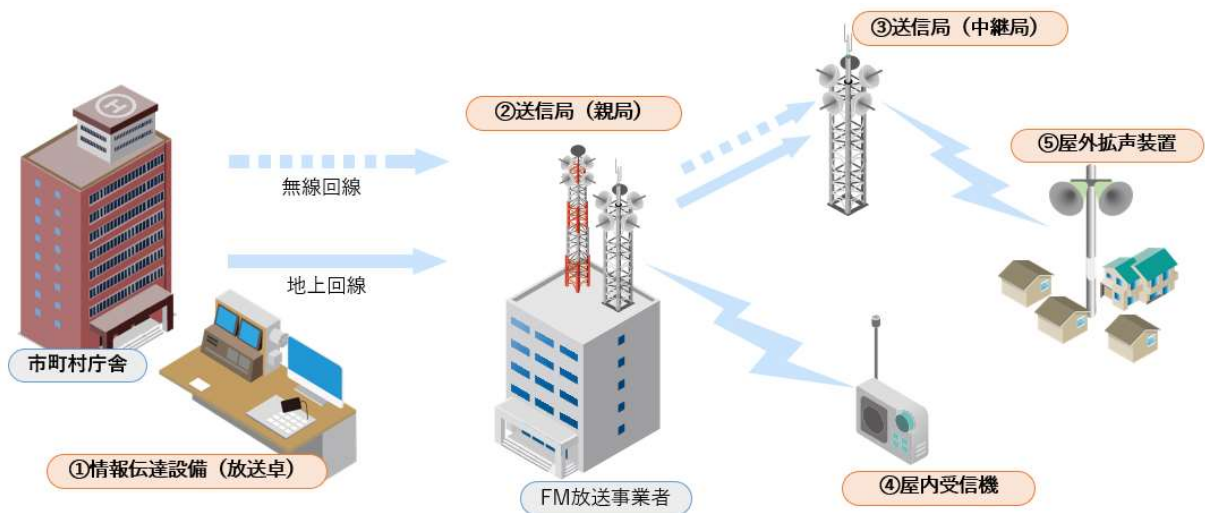 ③送信局（中継局）
②送信局（親局）
⑤屋外拡声装置
無線回線
地上回線
市町村庁舎
①情報伝達設備（放送卓）
④屋内受信機
FM放送事業者
H